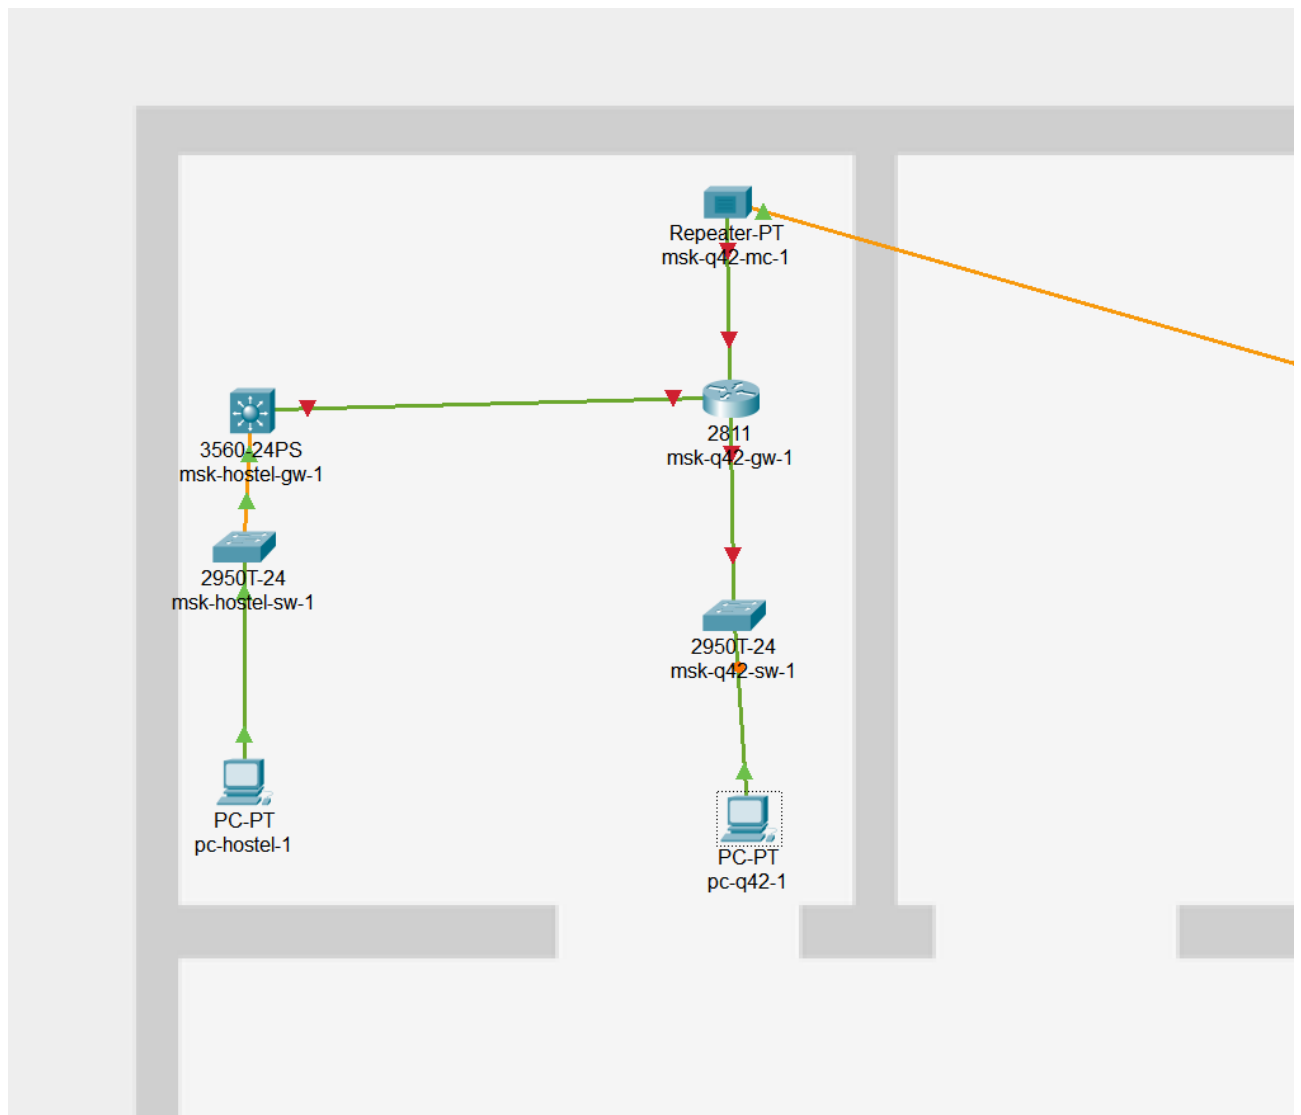 Repeater-PT
msk-q42-mc-1
3560-24PS
msk-hostel-gw-1
2811
msk-q42-gw-1
2950T-24
msk-hostel-sw-1
2950T-24
msk-q42-sw-1
PC-PT
pc-hostel-1
PC-PT
pc-q42-1